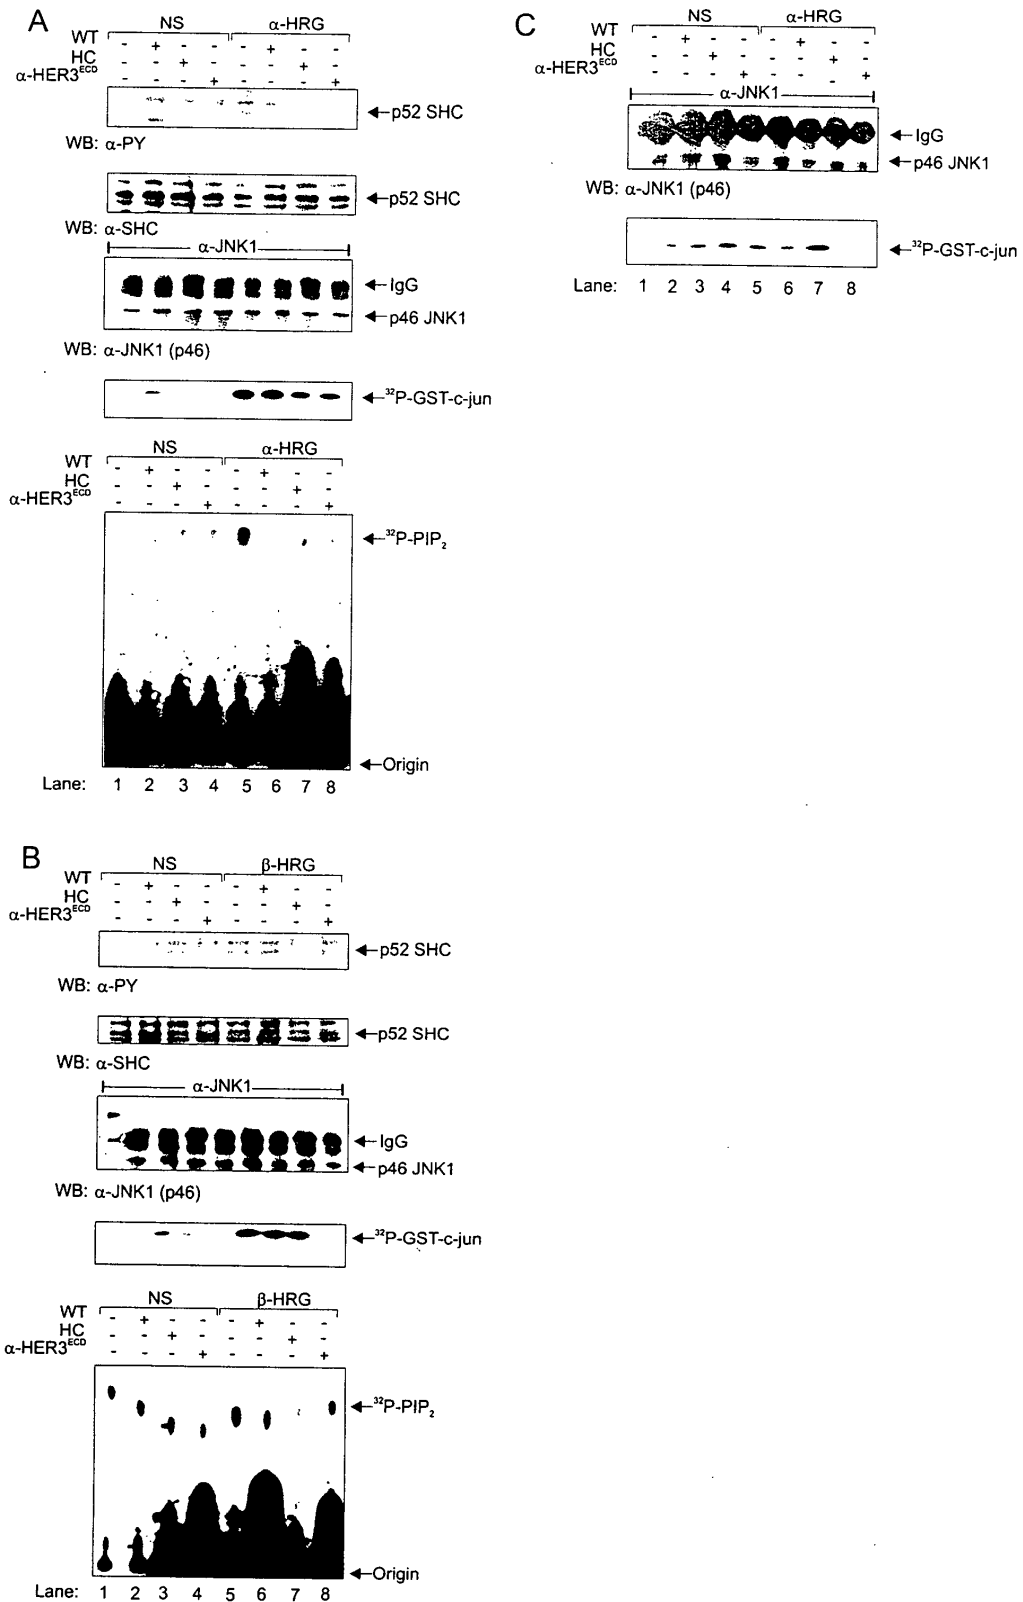 A
NS α-HRG
WT - + - - - + - -
HC - - + - - - + -
α-HER3ECD - - - + - - - +
p52 SHC
WB: α-PY
p52 SHC
WB: α-SHC
α-JNK1
IgG
p46 JNK1
WB: α-JNK1 (p46)
32P-GST-c-jun
NS α-HRG
WT - + - - - + - -
HC - - + - - - + -
α-HER3ECD - - - + - - - +
32P-PIP2
Origin
Lane: 1 2 3 4 5 6 7 8
B
NS β-HRG
WT - + - - - + - -
HC - - + - - - + -
α-HER3ECD - - - + - - - +
p52 SHC
WB: α-PY
p52 SHC
WB: α-SHC
α-JNK1
IgG
p46 JNK1
WB: α-JNK1 (p46)
32P-GST-c-jun
NS β-HRG
WT - + - - - + - -
HC - - + - - - + -
α-HER3ECD - - - + - - - +
32P-PIP2
Origin
Lane: 1 2 3 4 5 6 7 8
C
NS α-HRG
WT - + - - - + - -
HC - - + - - - + -
α-HER3ECD - - - + - - - +
α-JNK1
IgG
p46 JNK1
WB: α-JNK1 (p46)
32P-GST-c-jun
Lane: 1 2 3 4 5 6 7 8